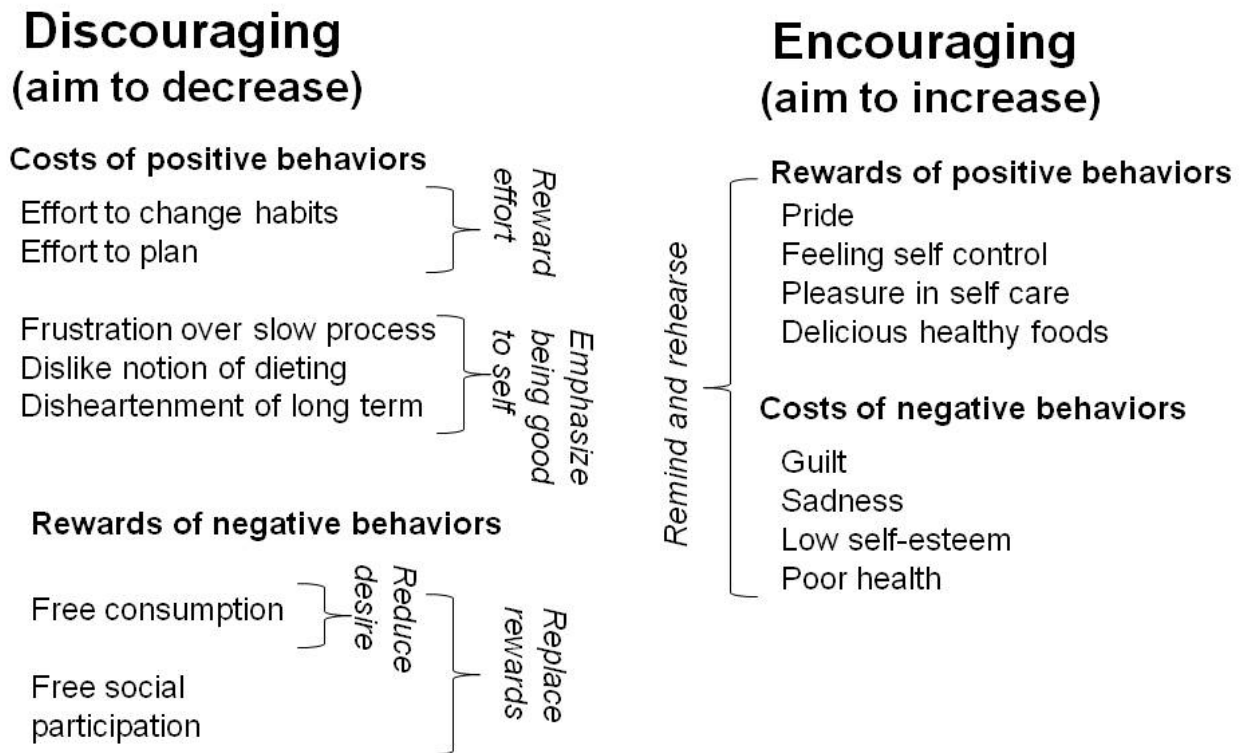 Discouraging
(aim to decrease)
Costs of positive behaviors
Effort to change habits
Effort to plan
Reward
effort
Frustration over slow process
Dislike notion of dieting
Disheartenment of long term
Emphasize
being good
to self
Rewards of negative behaviors
Free consumption
Reduce
desire
Free social
participation
Replace
rewards
Encouraging
(aim to increase)
Remind and rehearse
Rewards of positive behaviors
Pride
Feeling self control
Pleasure in self care
Delicious healthy foods
Costs of negative behaviors
Guilt
Sadness
Low self-esteem
Poor health